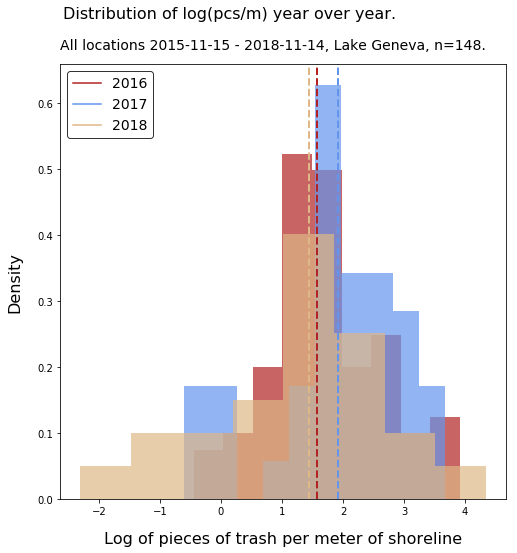 Distribution of log(pcs/m) year over year.
All locations 2015-11-15 - 2018-11-14, Lake Geneva, n=148.
2016
2017
2018
0.6
0.5
0.4
0.3
0.2
0.1
0.0
Density
−2 −1 0 1 2 3 4
Log of pieces of trash per meter of shoreline